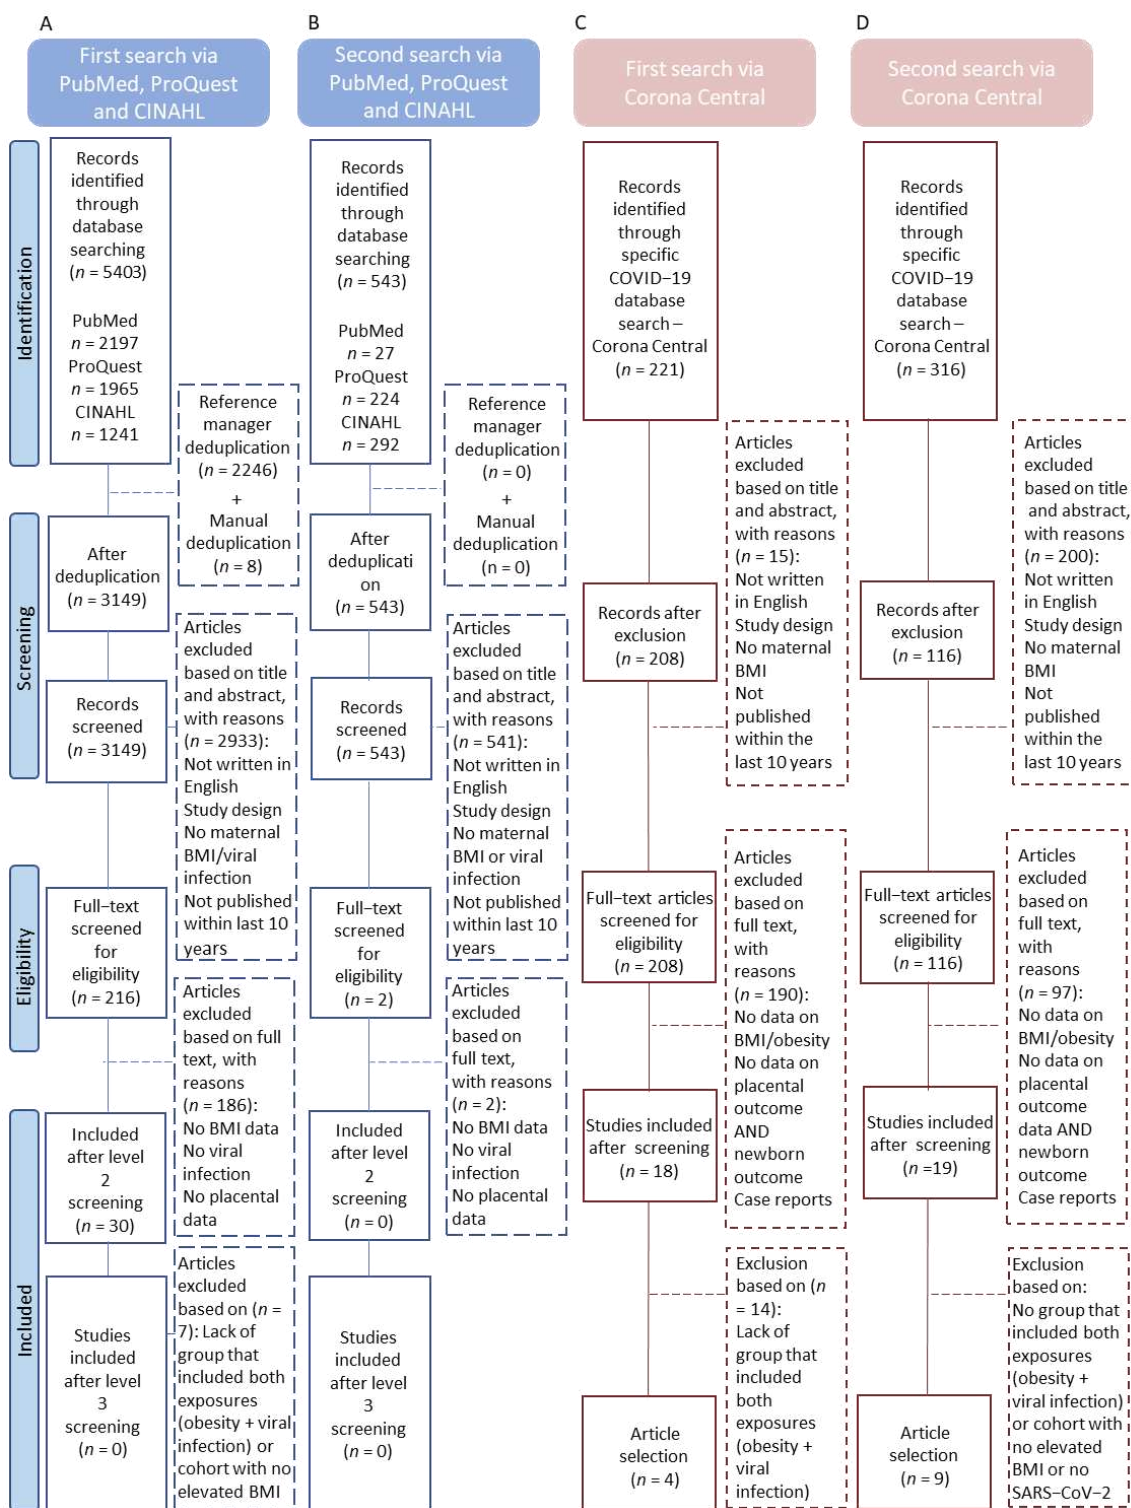 A
First search via
PubMed, ProQuest
and CINAHL
B
Second search via
PubMed, ProQuest
and CINAHL
C
First search via
Corona Central
D
Second search via
Corona Central
Identification
Screening
Eligibility
Included
Records
identified
through
database
searching
(n = 5403)
PubMed
n = 2197
ProQuest
n = 1965
CINAHL
n = 1241
Reference
manager
deduplication
(n = 2246)
+
Manual
deduplication
(n = 8)
After
deduplication
(n = 3149)
Records
screened
(n = 3149)
Articles
excluded
based on title
and abstract,
with reasons
(n = 2933):
Not written in
English
Study design
No maternal
BMI/viral
infection
Not published
within last 10
years
Full−text
screened
for
eligibility
(n = 216)
Articles
excluded
based on full
text, with
reasons
(n = 186):
No BMI data
No viral
infection
No placental
data
Included
after level
2
screening
(n = 30)
Articles
excluded
based on (n =
7): Lack of
group that
included both
exposures
(obesity + viral
infection) or
cohort with no
elevated BMI
Studies
included
after level
3
screening
(n = 0)
Records
identified
through
database
searching
(n = 543)
PubMed
n = 27
ProQuest
n = 224
CINAHL
n = 292
Reference
manager
deduplication
(n = 0)
+
Manual
deduplication
(n = 0)
After
deduplicati
on
(n = 543)
Records
screened
(n = 543)
Articles
excluded
based on title
and abstract,
with reasons
(n = 541):
Not written in
English
Study design
No maternal
BMI or viral
infection
Not published
within last 10
years
Full−text
screened
for
eligibility
(n = 2)
Articles
excluded
based on
full text,
with reasons
(n = 2):
No BMI data
No viral
infection
No placental
data
Included
after level
2
screening
(n = 0)
Studies
included
after level
3
screening
(n = 0)
Records
identified
through
specific
COVID−19
database
search –
Corona Central
(n = 221)
Articles
excluded
based on title
and abstract,
with reasons
(n = 15):
Not written
in English
Study design
No maternal
BMI
Not
published
within the
last 10 years
Records after
exclusion
(n = 208)
Full−text articles
screened for
eligibility
(n = 208)
Articles
excluded
based on
full text,
with
reasons
(n = 190):
No data on
BMI/obesity
No data on
placental
outcome
AND
newborn
outcome
Case reports
Studies included
after screening
(n = 18)
Exclusion
based on (n
= 14):
Lack of
group that
included
both
exposures
(obesity +
viral
infection)
Article
selection
(n = 4)
Records
identified
through
specific
COVID−19
database
search –
Corona Central
(n = 316)
Articles
excluded
based on title
and abstract,
with reasons
(n = 200):
Not written
in English
Study design
No maternal
BMI
Not
published
within the
last 10 years
Records after
exclusion
(n = 116)
Full−text articles
screened for
eligibility
(n = 116)
Articles
excluded
based on
full text,
with
reasons
(n = 97):
No data on
BMI/obesity
No data on
placental
outcome
data AND
newborn
outcome
Case reports
Studies included
after screening
(n =19)
Exclusion
based on:
No group that
included both
exposures
(obesity +
viral infection)
or cohort with
no elevated
BMI or no
SARS−CoV−2
Article
selection
(n = 9)